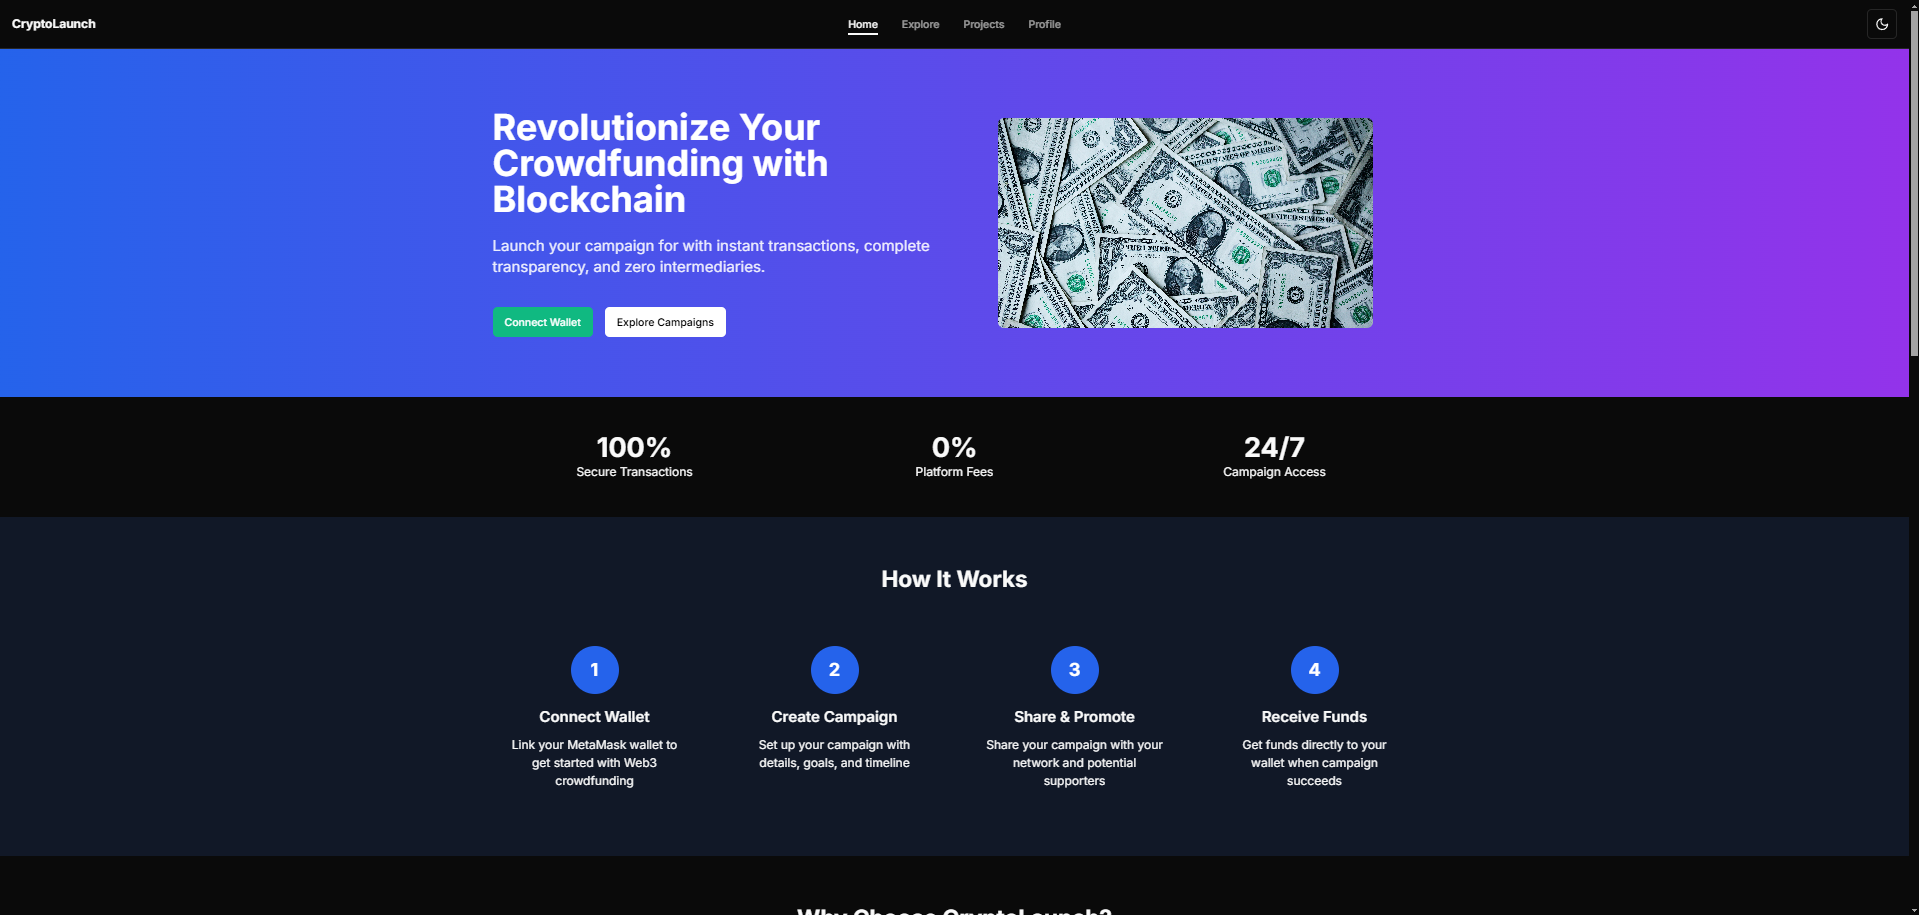 CryptoLaunch
Home Explore Projects Profile
Revolutionize Your
Crowdfunding with
Blockchain
Launch your campaign for with instant transactions, complete
transparency, and zero intermediaries.
Connect Wallet Explore Campaigns
100% 0% 24/7
Secure Transactions Platform Fees Campaign Access
How It Works
1
Connect Wallet
Link your MetaMask wallet to
get started with Web3
crowdfunding
2
Create Campaign
Set up your campaign with
details, goals, and timeline
3
Share & Promote
Share your campaign with your
network and potential
supporters
4
Receive Funds
Get funds directly to your
wallet when campaign
succeeds
Why Choose CryptoLaunch?